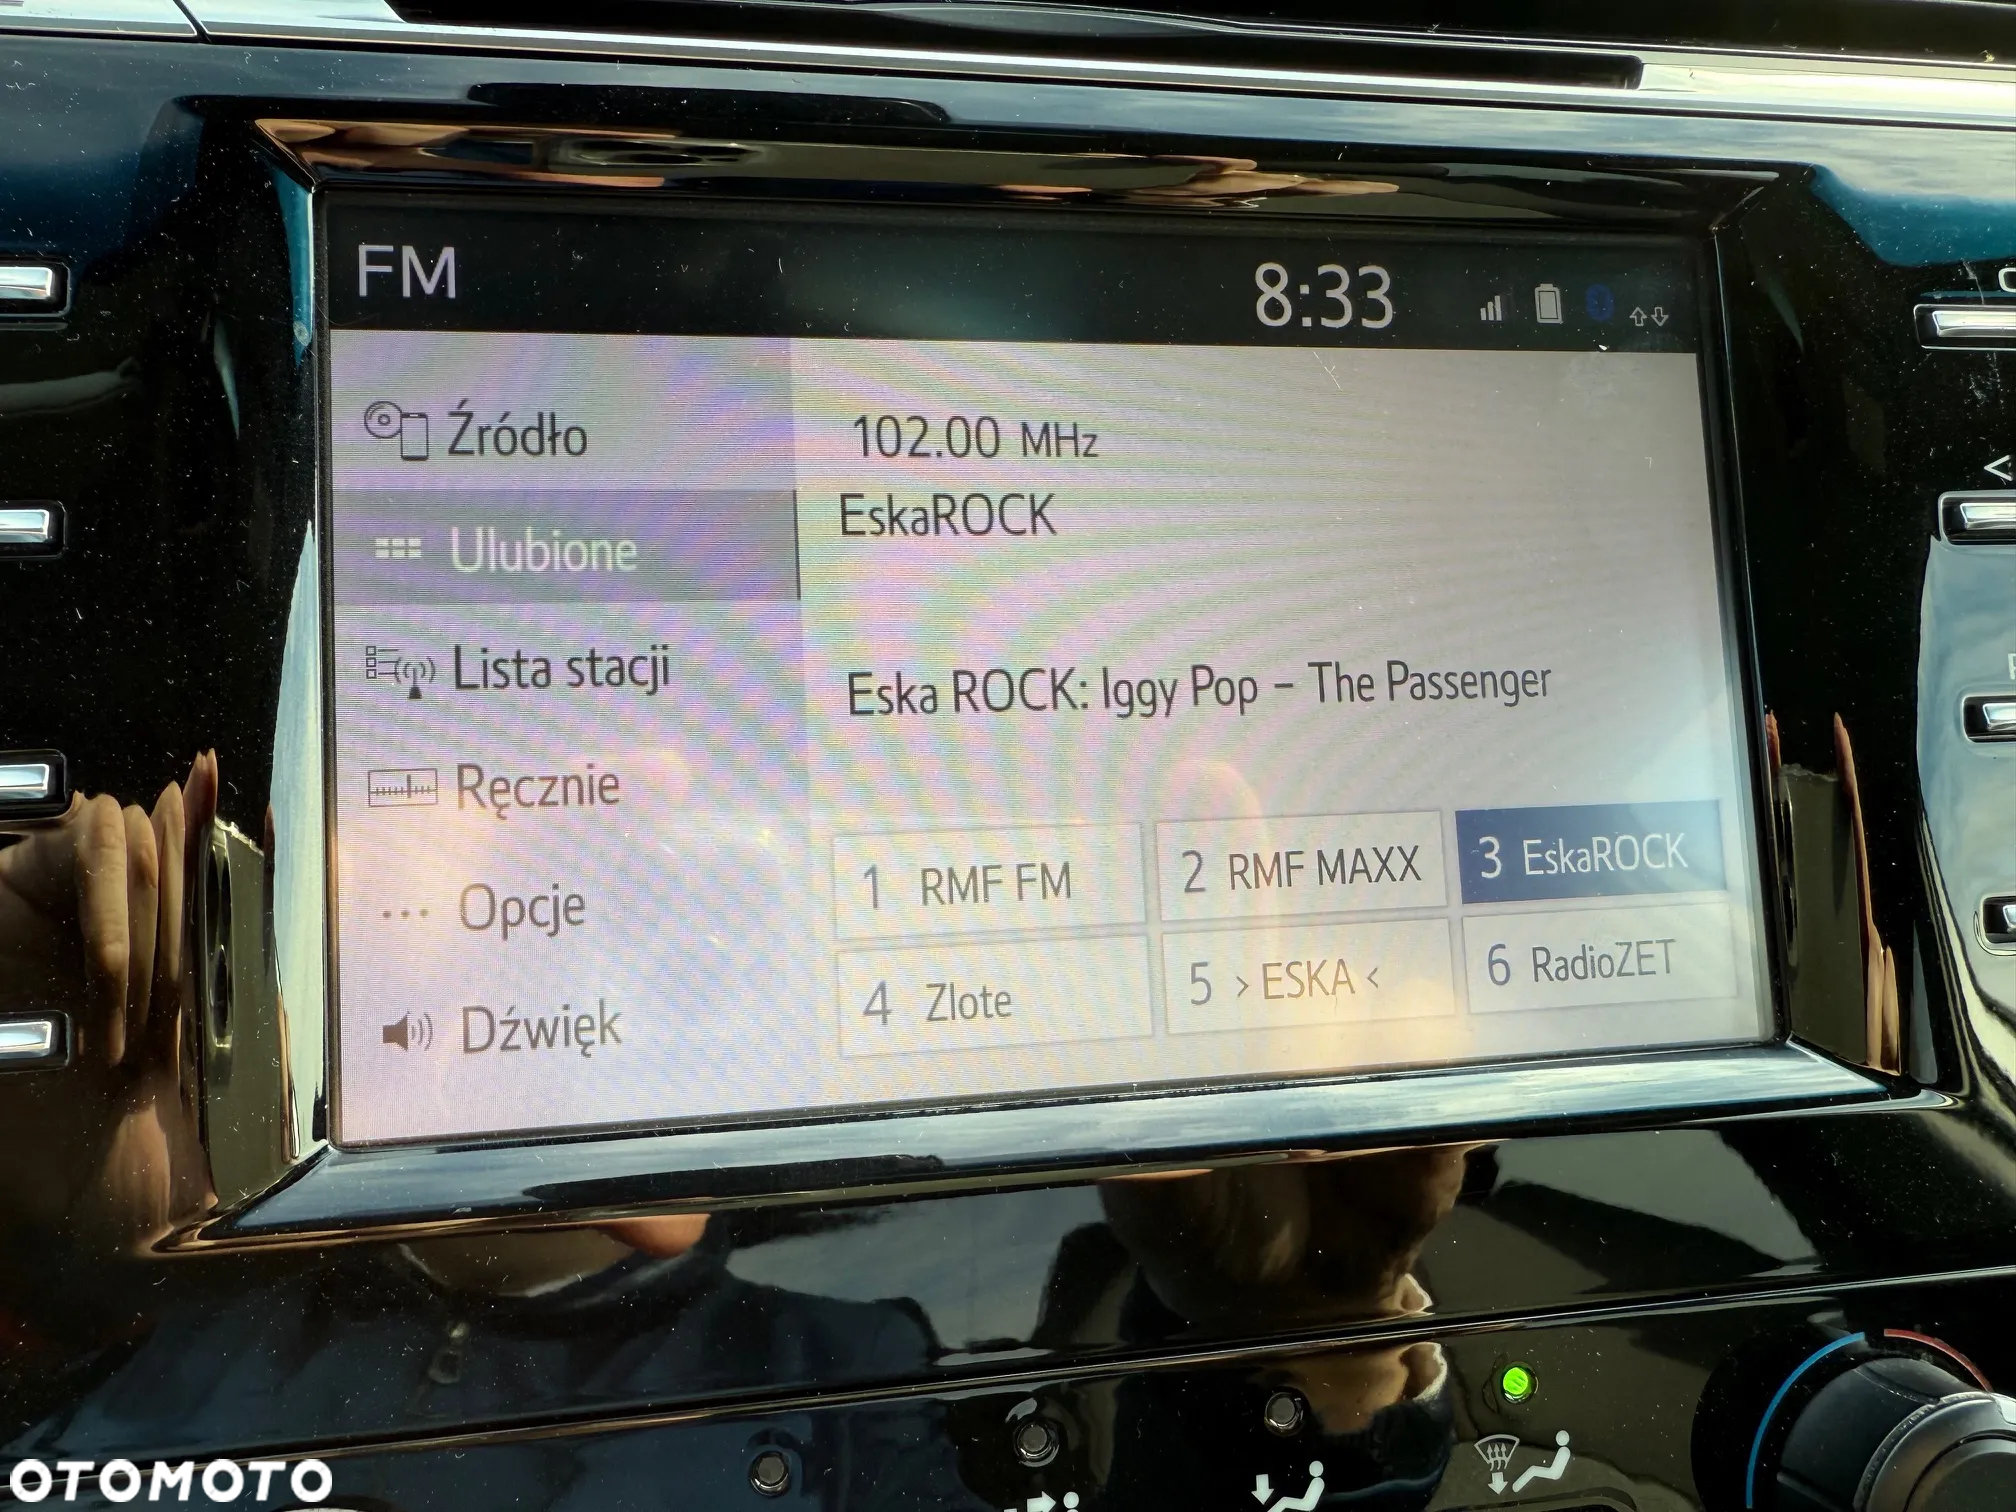 FM
8:33
Źródło
102.00 MHz
EskaROCK
Ulubione
Lista stacji
Eska ROCK: Iggy Pop - The Passenger
Ręcznie
1 RMF FM
2 RMF MAXX
3 EskaROCK
Opcje
4 Zlote
5 > ESKA <
6 RadioZET
Dźwięk
OTOMOTO